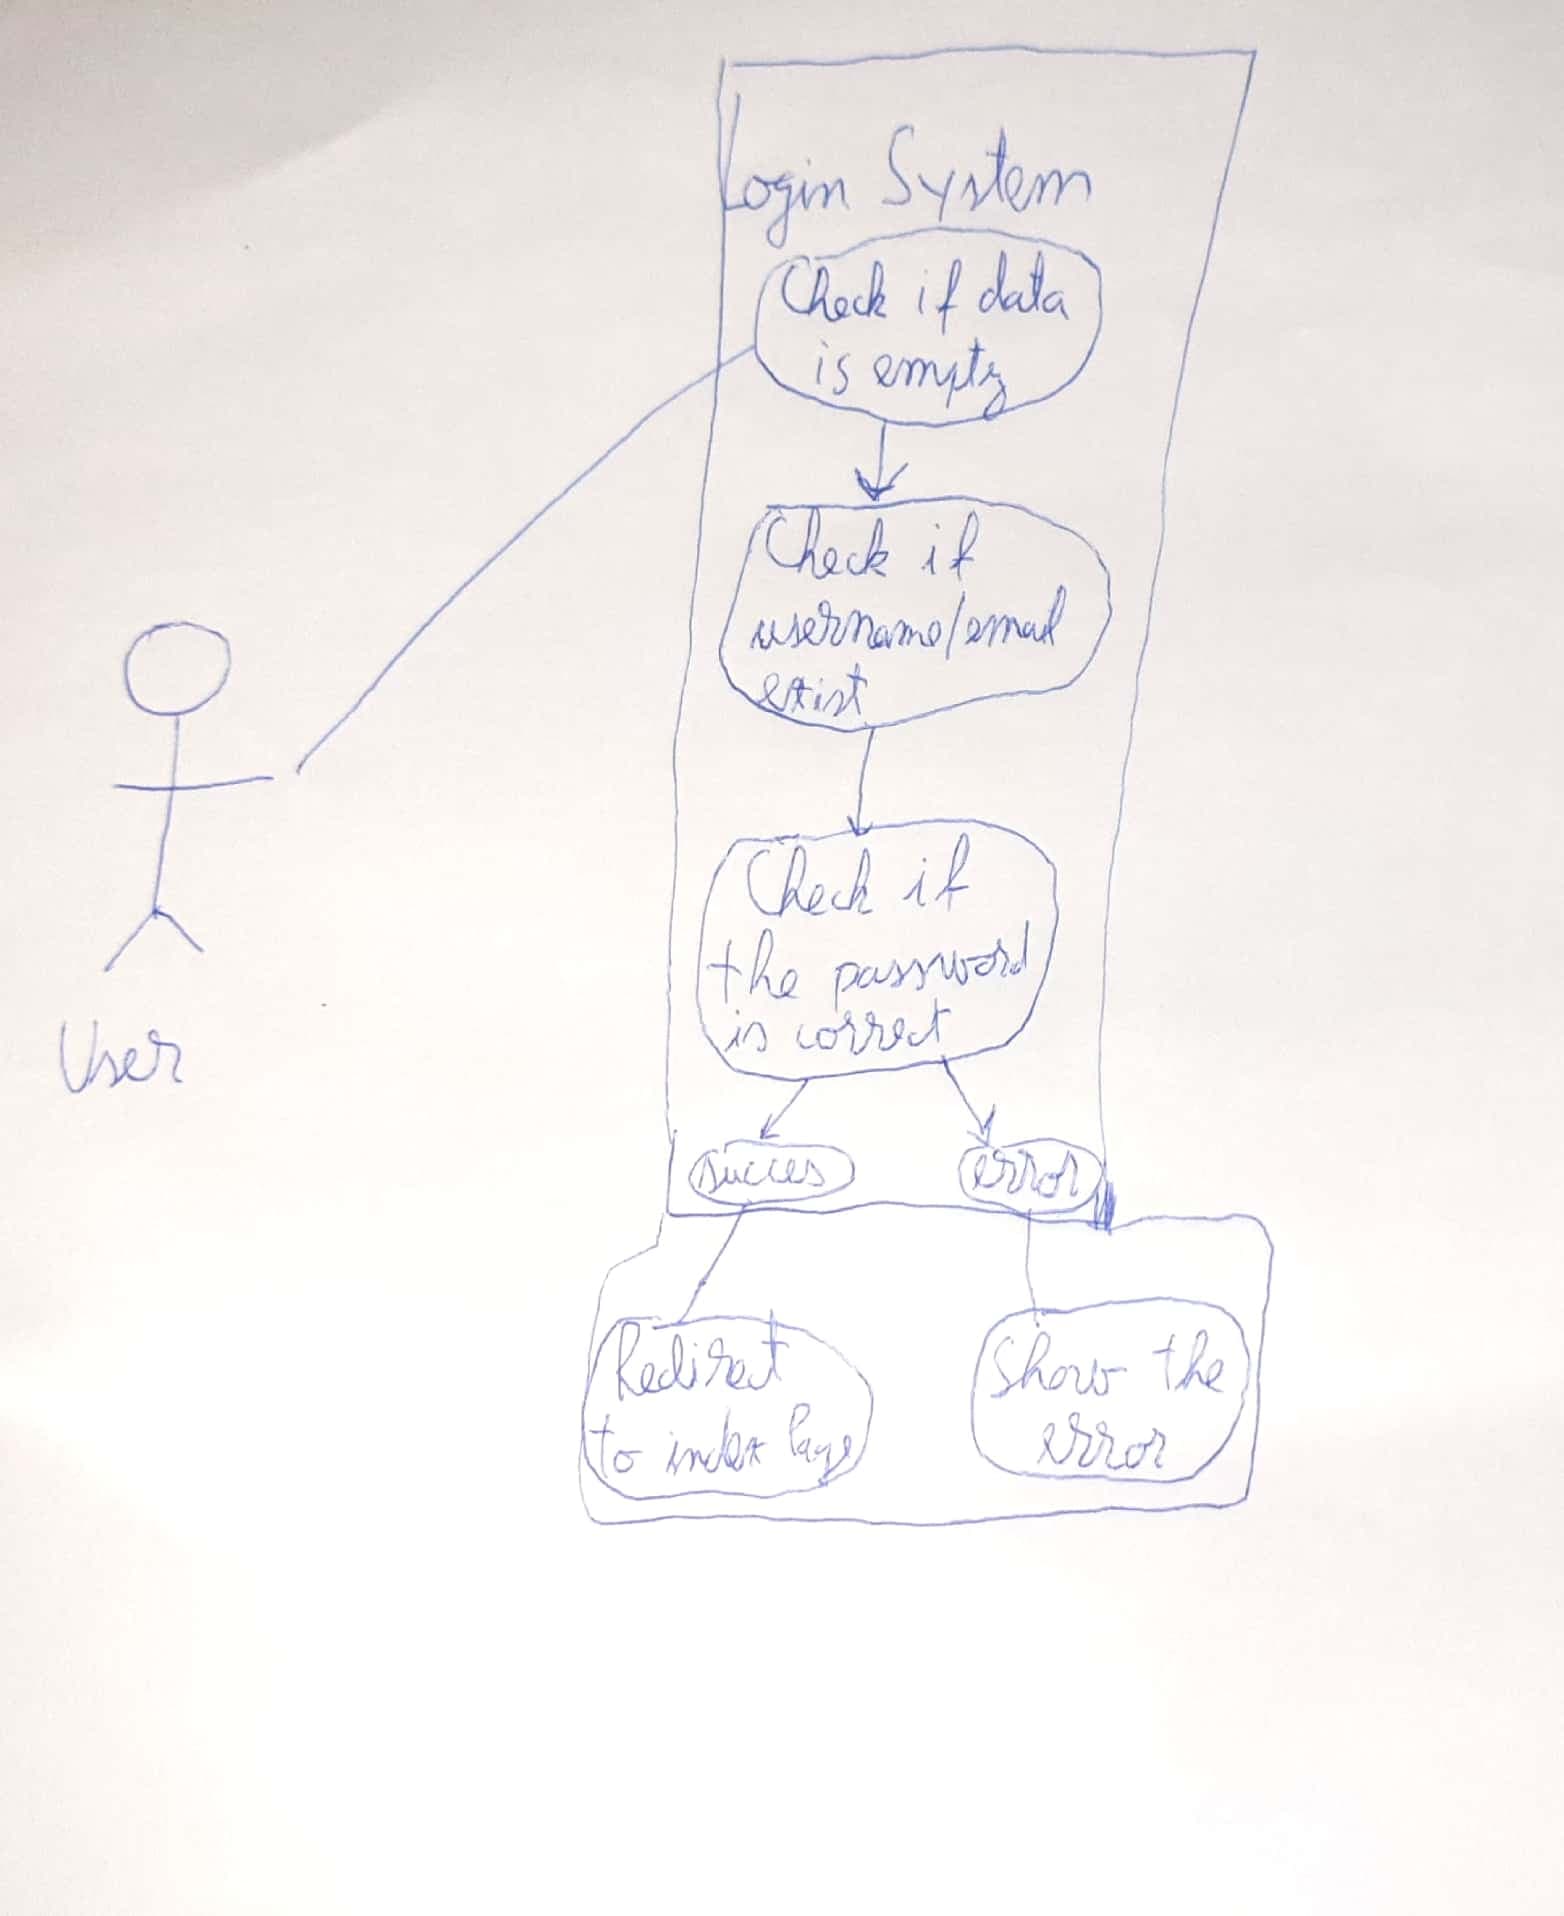 Login System
Check if data
is empty
Check if
username/email
exist
Check if
the password
is correct
User
succes
error
Redirect
to index Page
Show the
error